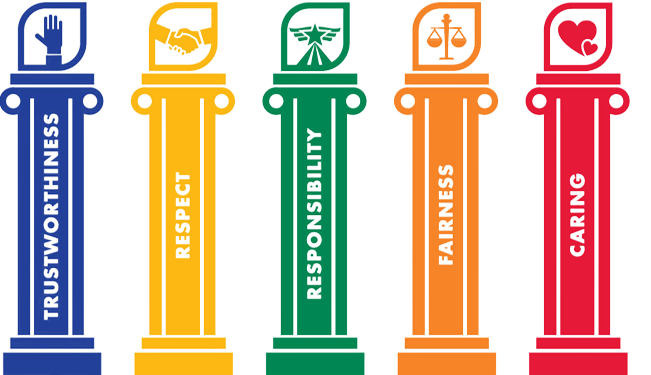 TRUSTWORTHINESS
RESPECT
RESPONSIBILITY
FAIRNESS
CARING